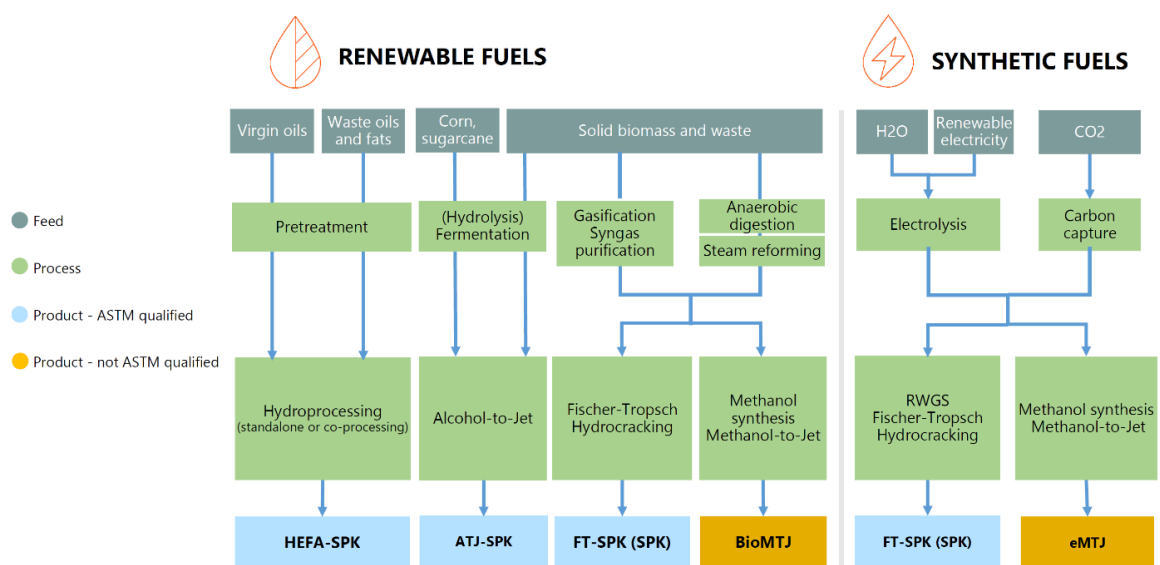 RENEWABLE FUELS
SYNTHETIC FUELS
Virgin oils
Waste oils
and fats
Corn,
sugarcane
Solid biomass and waste
H2O
Renewable
electricity
CO2
Feed
Process
Product - ASTM qualified
Product - not ASTM qualified
Pretreatment
(Hydrolysis)
Fermentation
Gasification
Syngas
purification
Anaerobic
digestion
Steam reforming
Electrolysis
Carbon
capture
Hydroprocessing
(standalone or co-processing)
Alcohol-to-Jet
Fischer-Tropsch
Hydrocracking
Methanol
synthesis
Methanol-to-Jet
RWGS
Fischer-Tropsch
Hydrocracking
Methanol synthesis
Methanol-to-Jet
HEFA-SPK
ATJ-SPK
FT-SPK (SPK)
BioMTJ
FT-SPK (SPK)
eMTJ